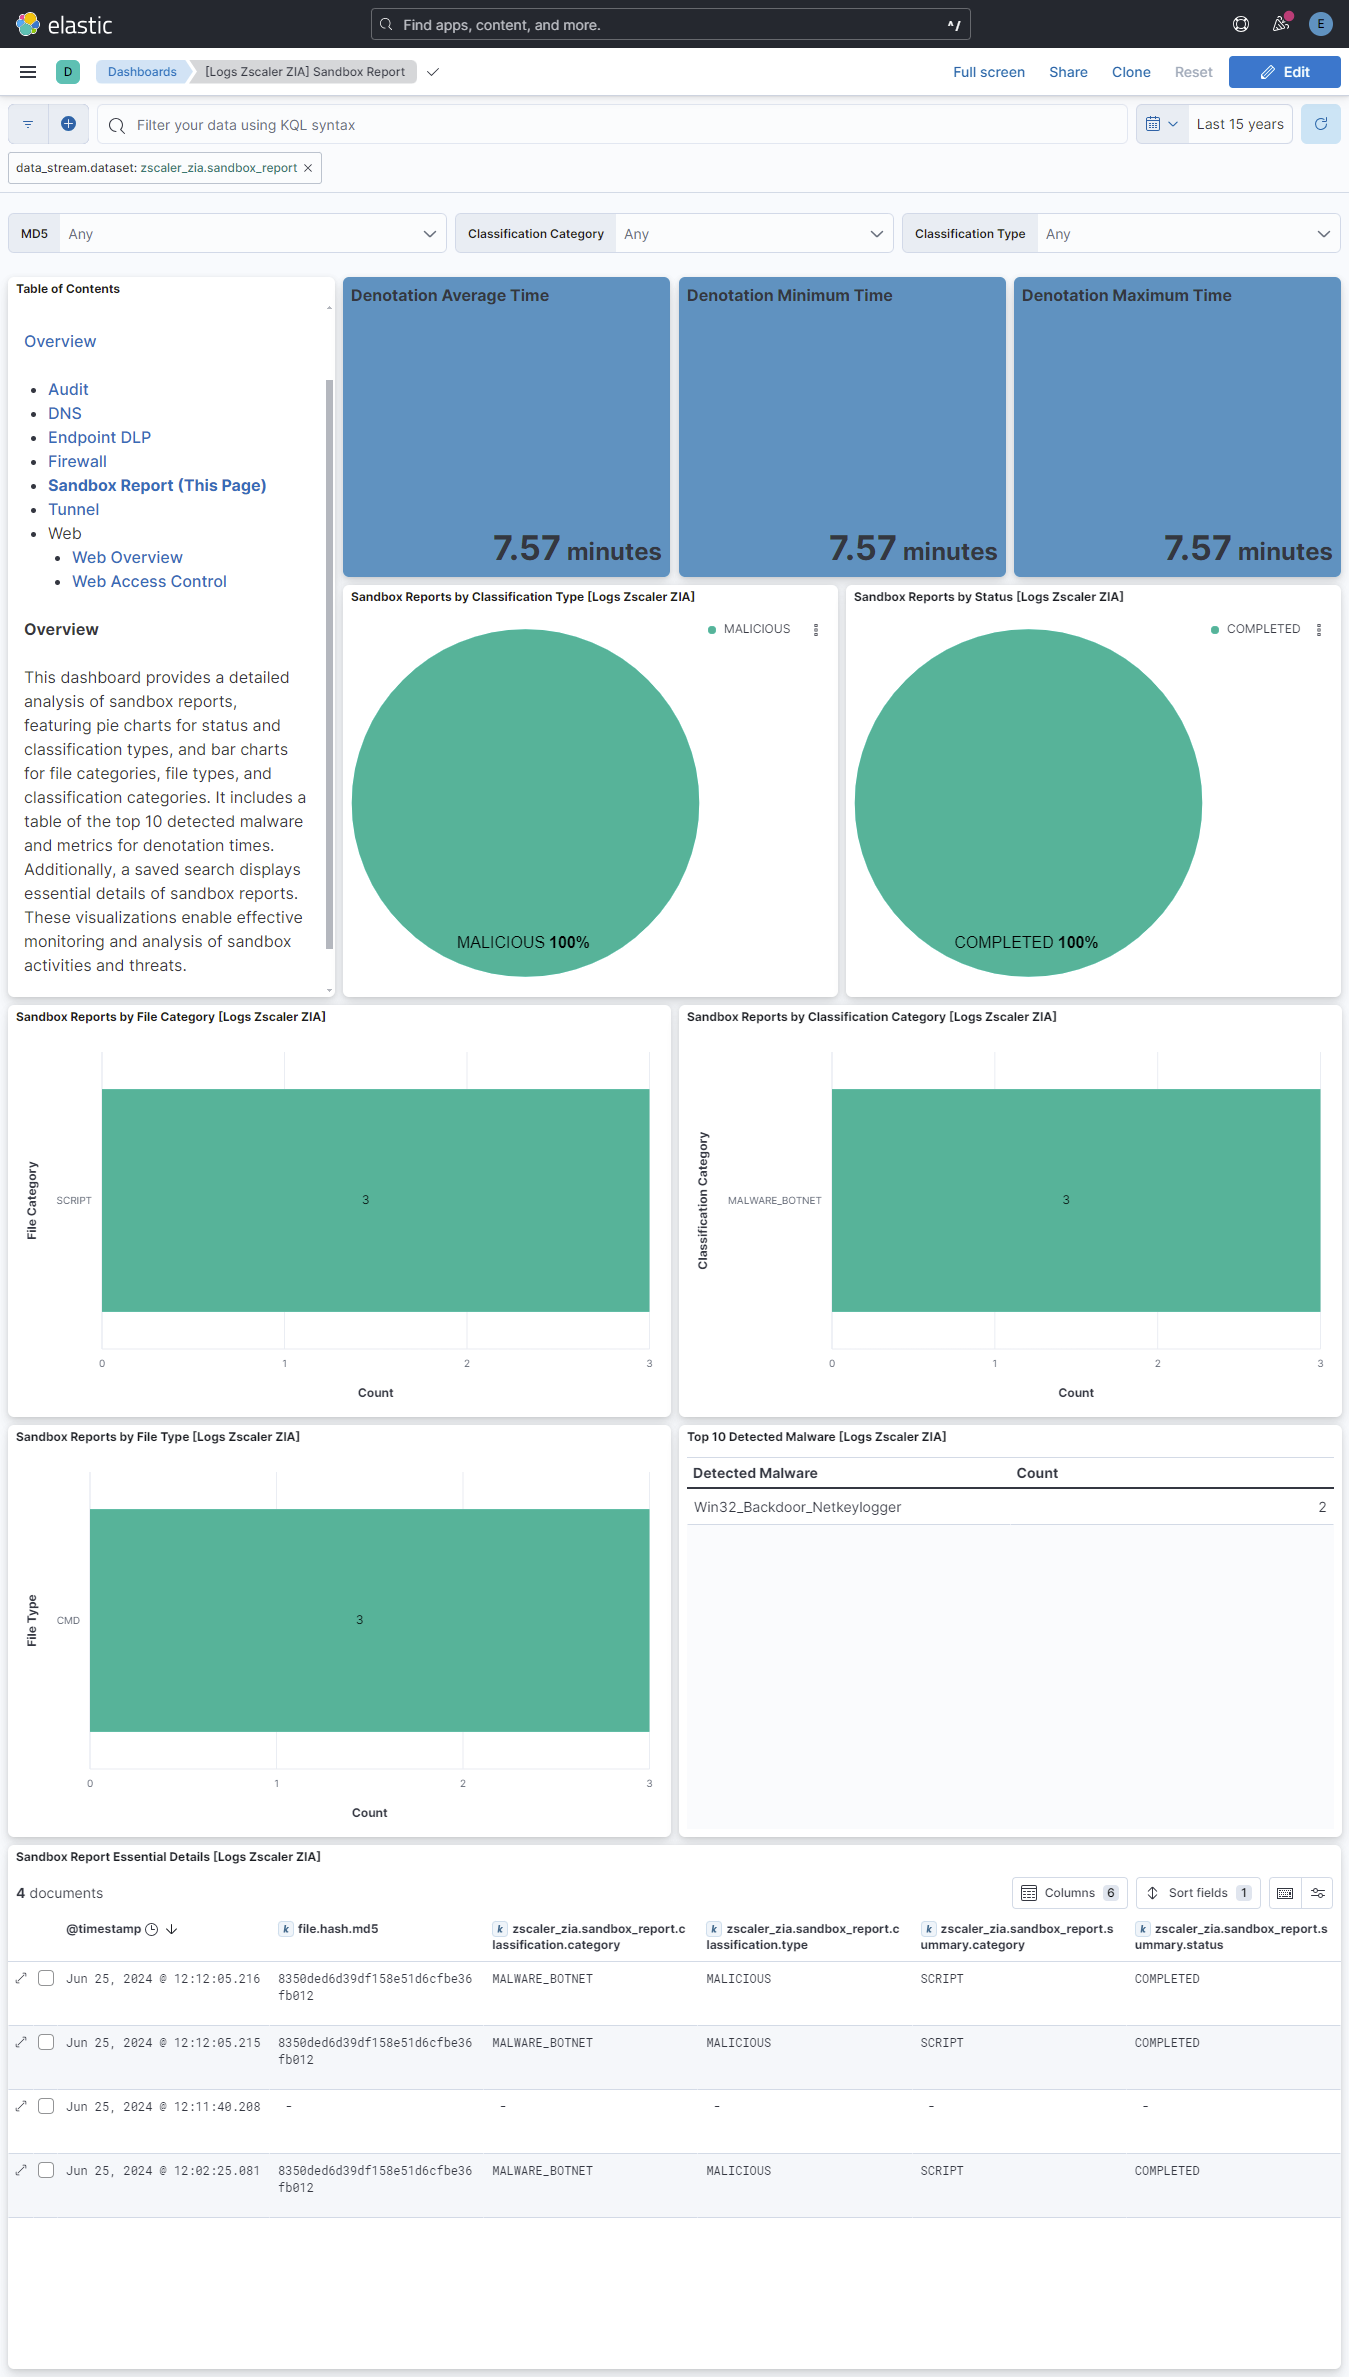 elastic
Find apps, content, and more.
^/
E
D
Dashboards
[Logs Zscaler ZIA] Sandbox Report
Full screen
Share
Clone
Reset
Edit
Filter your data using KQL syntax
Last 15 years
data_stream.dataset: zscaler_zia.sandbox_report ×
MD5 Any
Classification Category Any
Classification Type Any
Table of Contents
Overview
Audit
DNS
Endpoint DLP
Firewall
Sandbox Report (This Page)
Tunnel
Web
Web Overview
Web Access Control
Overview
This dashboard provides a detailed
analysis of sandbox reports,
featuring pie charts for status and
classification types, and bar charts
for file categories, file types, and
classification categories. It includes a
table of the top 10 detected malware
and metrics for denotation times.
Additionally, a saved search displays
essential details of sandbox reports.
These visualizations enable effective
monitoring and analysis of sandbox
activities and threats.
Denotation Average Time
7.57 minutes
Denotation Minimum Time
7.57 minutes
Denotation Maximum Time
7.57 minutes
Sandbox Reports by Classification Type [Logs Zscaler ZIA]
MALICIOUS
MALICIOUS 100%
Sandbox Reports by Status [Logs Zscaler ZIA]
COMPLETED
COMPLETED 100%
Sandbox Reports by File Category [Logs Zscaler ZIA]
File Category
SCRIPT
3
0 1 2 3
Count
Sandbox Reports by Classification Category [Logs Zscaler ZIA]
Classification Category
MALWARE_BOTNET
3
0 1 2 3
Count
Sandbox Reports by File Type [Logs Zscaler ZIA]
File Type
CMD
3
0 1 2 3
Count
Top 10 Detected Malware [Logs Zscaler ZIA]
Detected Malware Count
Win32_Backdoor_Netkeylogger 2
Sandbox Report Essential Details [Logs Zscaler ZIA]
4 documents
Columns 6
Sort fields 1
@timestamp
k file.hash.md5
k zscaler_zia.sandbox_report.c
lassification.category
k zscaler_zia.sandbox_report.c
lassification.type
k zscaler_zia.sandbox_report.s
ummary.category
k zscaler_zia.sandbox_report.s
ummary.status
Jun 25, 2024 @ 12:12:05.216 8350ded6d39df158e51d6cfbe36 MALWARE_BOTNET MALICIOUS SCRIPT COMPLETED
fb012
Jun 25, 2024 @ 12:12:05.215 8350ded6d39df158e51d6cfbe36 MALWARE_BOTNET MALICIOUS SCRIPT COMPLETED
fb012
Jun 25, 2024 @ 12:11:40.208 - - - - -
Jun 25, 2024 @ 12:02:25.081 8350ded6d39df158e51d6cfbe36 MALWARE_BOTNET MALICIOUS SCRIPT COMPLETED
fb012